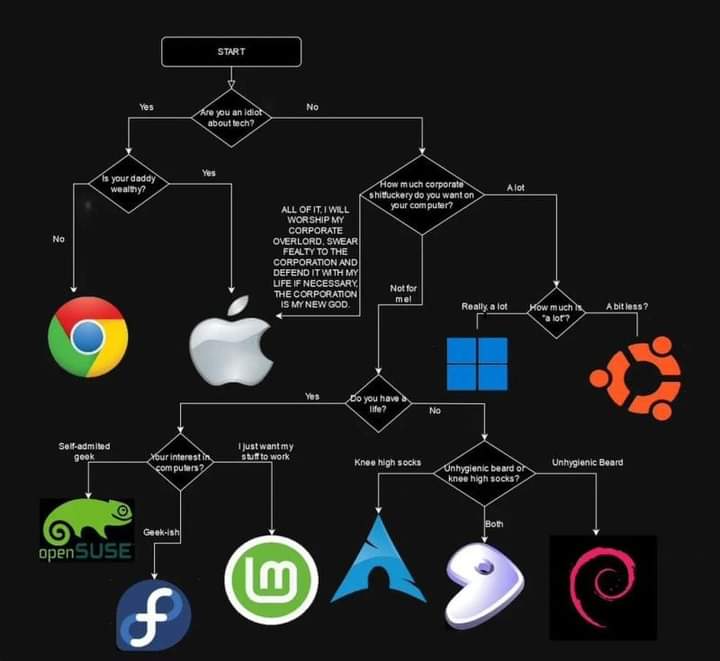 START
Yes
No
Are you an idiot
about tech?
Is your daddy
wealthy?
Yes
No
How much corporate
shitfuckery do you want on
your computer?
A lot
ALL OF IT, I WILL
WORSHIP MY
CORPORATE
OVERLORD, SWEAR
FEALTY TO THE
CORPORATION AND
DEFEND IT WITH MY
LIFE IF NECESSARY,
THE CORPORATION
IS MY NEW GOD.
Not for
me!
Really, a lot
How much is
"a lot"?
A bit less?
Yes
Do you have a
life?
No
Self-admited
geek
Your interest in
computers?
I just want my
stuff to work
Knee high socks
Unhygienic beard or
knee high socks?
Unhygienic Beard
Geek-ish
Both
openSUSE